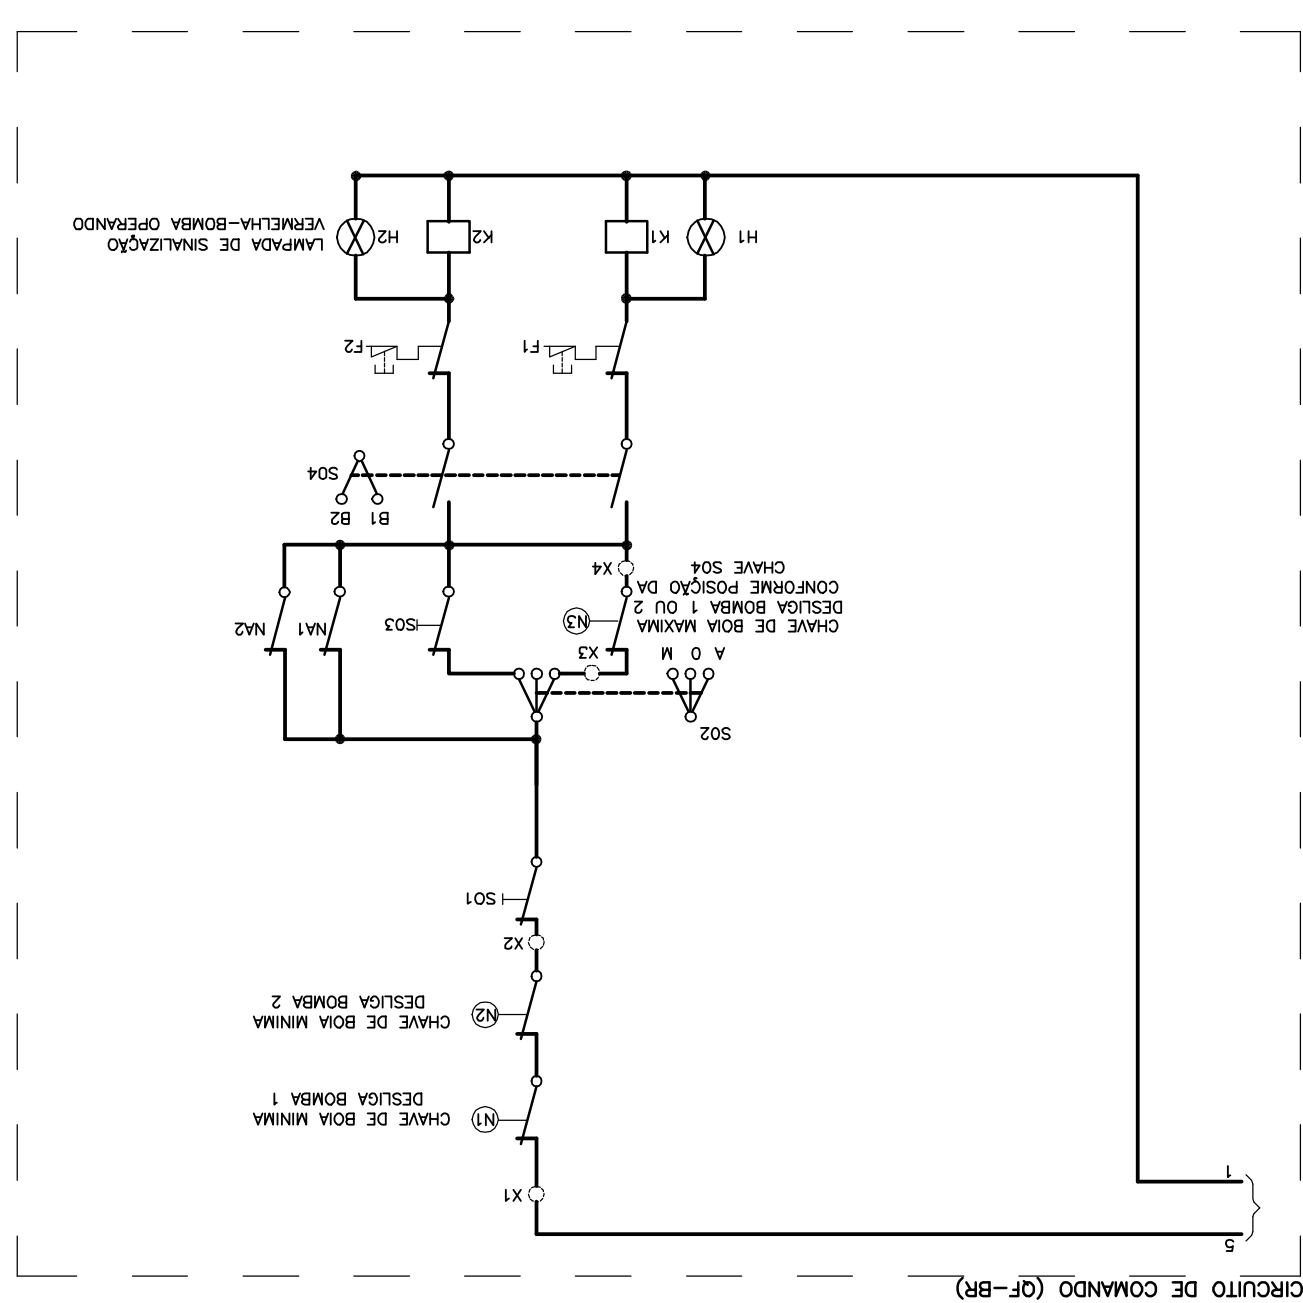 CIRCUITO DE COMANDO (QF-BR)
5
1
X1
N1
CHAVE DE BOIA MINIMA
DESLIGA BOMBA 1
N2
CHAVE DE BOIA MINIMA
DESLIGA BOMBA 2
X2
S01
S02
A O M
X3
CHAVE DE BOIA MAXIMA
DESLIGA BOMBA 1 OU 2
CONFORME POSIÇÃO DA
CHAVE S04
N3
S03
NA1
NA2
X4
B1 B2
S04
F1
F2
H1
K1
K2
H2
LAMPADA DE SINALIZAÇÃO
VERMELHA-BOMBA OPERANDO